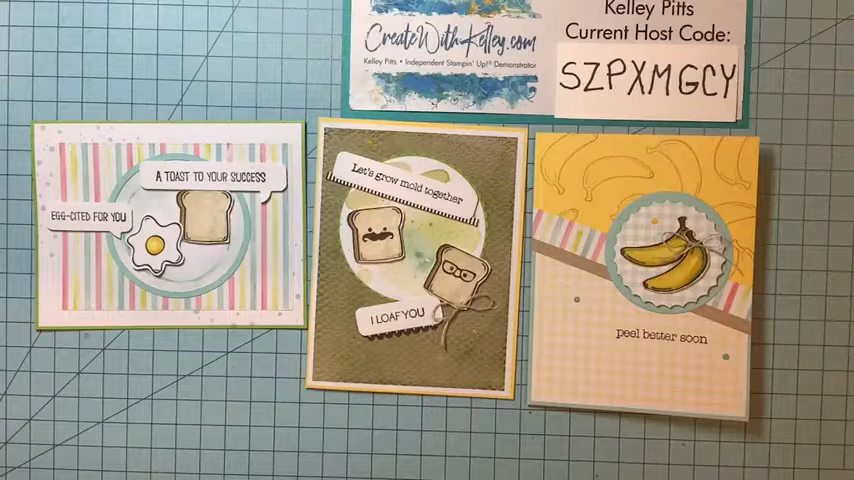 Kelley Pitts
Current Host Code:
SZPXMGCY
CreateWithKelley.com
Kelley Pitts • Independent Stampin' Up!® Demonstrator
A TOAST TO YOUR SUCCESS
EGG-CITED FOR YOU
Let's grow mold together
I LOAF YOU
peel better soon